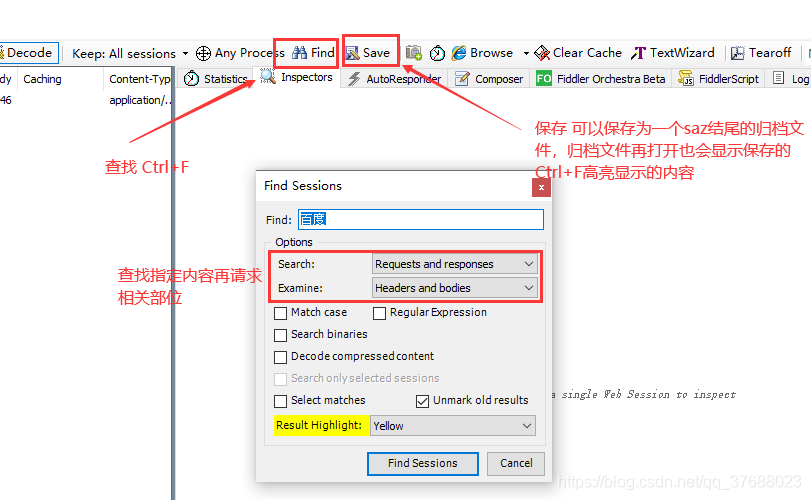 Decode Keep: All sessions Any Process Find Save Browse Clear Cache TextWizard Tearoff
dy Caching Content-Typ Statistics Inspectors AutoResponder Composer FO Fiddler Orchestra Beta FiddlerScript Log
46 application/...
保存 可以保存为一个saz结尾的归档文
件，归档文件再打开也会显示保存的
Ctrl+F高亮显示的内容
查找 Ctrl+F
Find Sessions
x
Find: 百度
Options
Search: Requests and responses
Examine: Headers and bodies
查找指定内容再请求
相关部位
Match case Regular Expression
Search binaries
Decode compressed content
Search only selected sessions
Select matches Unmark old results
Result Highlight: Yellow
Find Sessions Cancel
a single Web Session to inspect
https://blog.csdn.net/qq_37688023